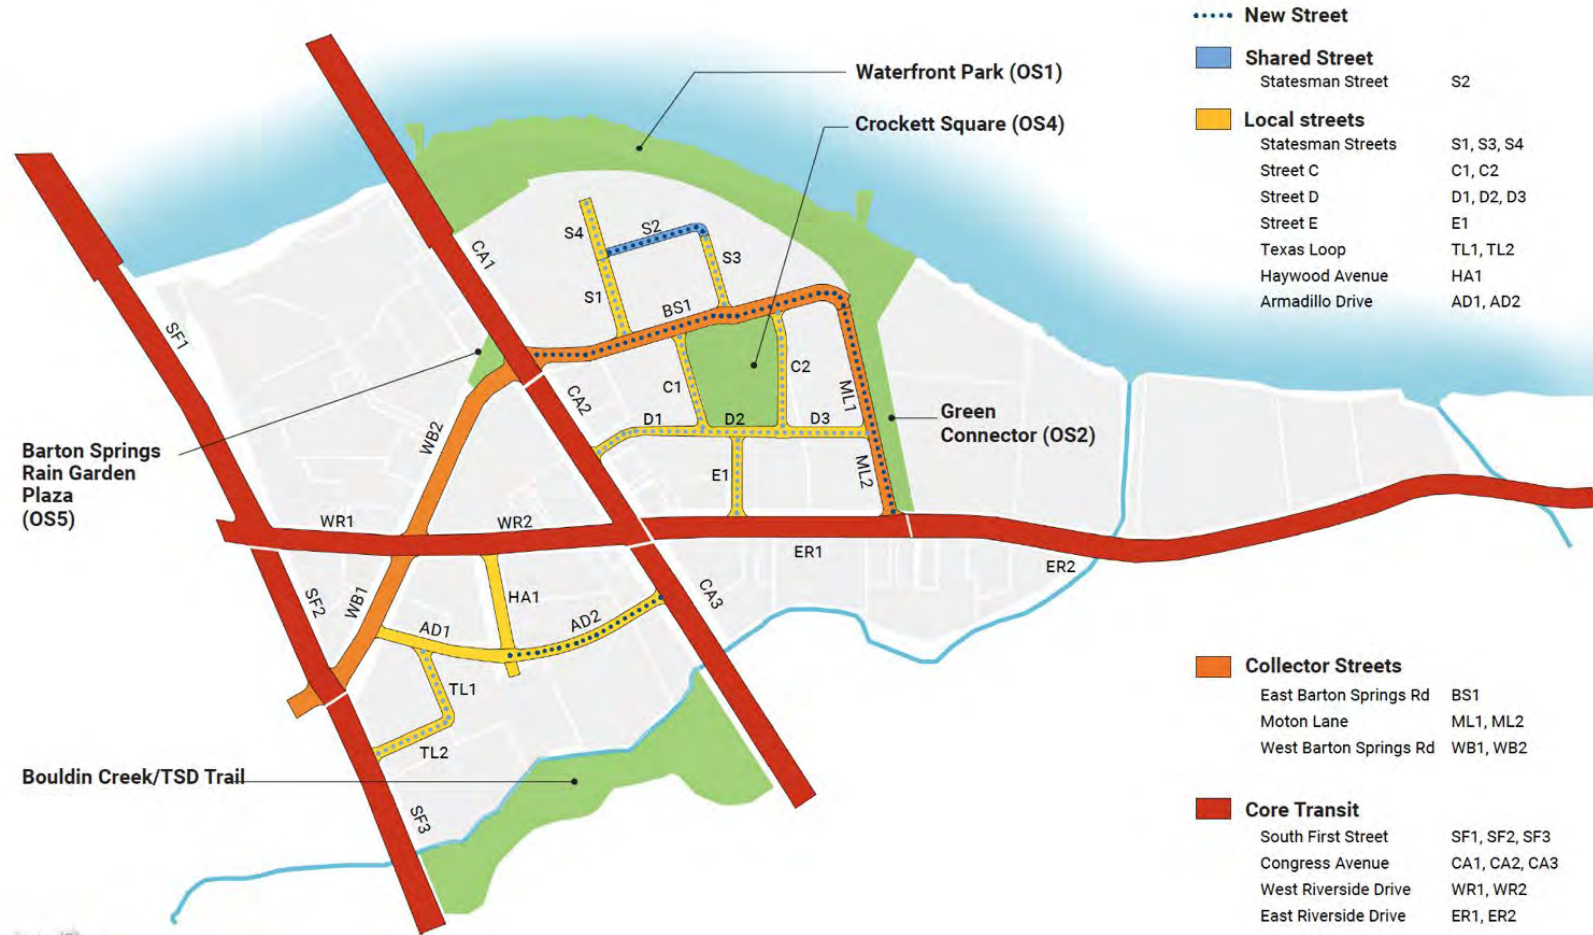 New Street
Shared Street
Statesman Street S2
Local streets
Statesman Streets S1, S3, S4
Street C C1, C2
Street D D1, D2, D3
Street E E1
Texas Loop TL1, TL2
Haywood Avenue HA1
Armadillo Drive AD1, AD2
Waterfront Park (OS1)
Crockett Square (OS4)
S4
S2
CA1
S3
S1
BS1
SF1
C2
C1
CA2
ML1
D1
D2
D3
Green
Connector (OS2)
WB2
Barton Springs
Rain Garden
Plaza
(OS5)
E1
ML2
WR1
WR2
ER1
ER2
SF2
WB1
HA1
CA3
AD1
AD2
TL1
TL2
Bouldin Creek/TSD Trail
SF3
Collector Streets
East Barton Springs Rd BS1
Moton Lane ML1, ML2
West Barton Springs Rd WB1, WB2
Core Transit
South First Street SF1, SF2, SF3
Congress Avenue CA1, CA2, CA3
West Riverside Drive WR1, WR2
East Riverside Drive ER1, ER2